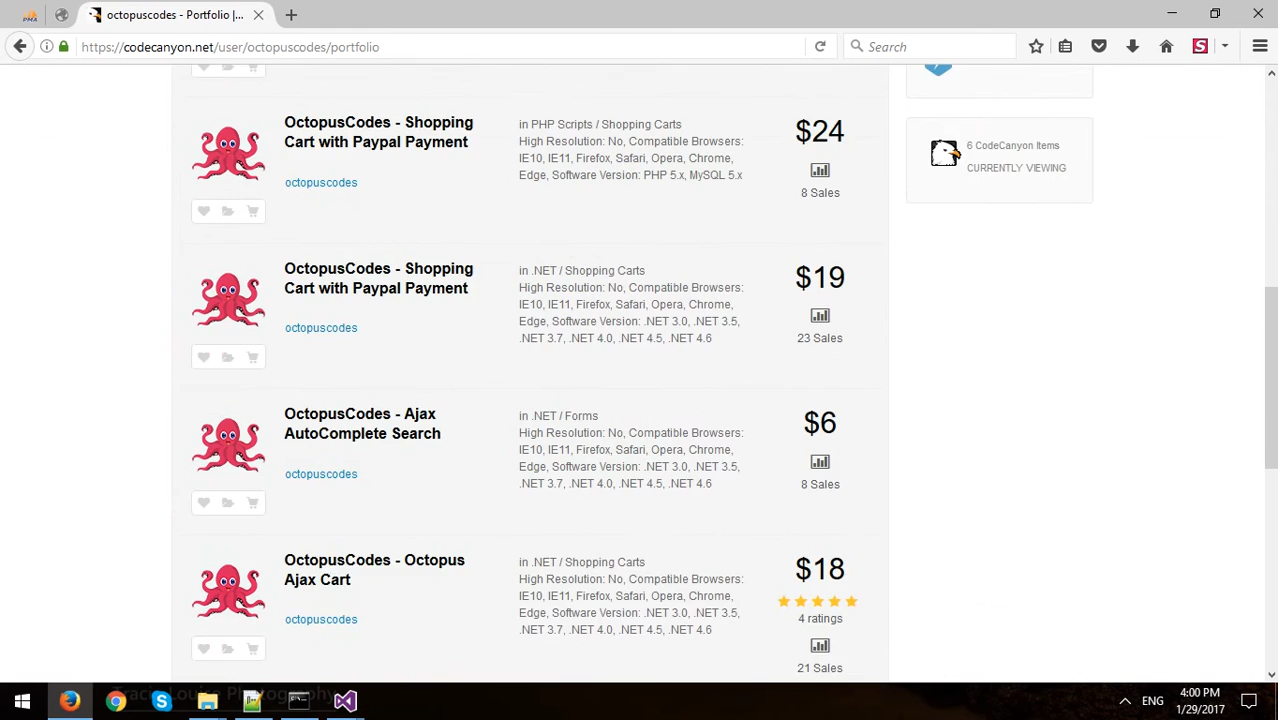 octopuscodes - Portfolio |...
https://codecanyon.net/user/octopuscodes/portfolio
Search
OctopusCodes - Shopping
Cart with Paypal Payment
octopuscodes
in PHP Scripts / Shopping Carts
High Resolution: No, Compatible Browsers:
IE10, IE11, Firefox, Safari, Opera, Chrome,
Edge, Software Version: PHP 5.x, MySQL 5.x
$24
8 Sales
6 CodeCanyon Items
CURRENTLY VIEWING
OctopusCodes - Shopping
Cart with Paypal Payment
octopuscodes
in .NET / Shopping Carts
High Resolution: No, Compatible Browsers:
IE10, IE11, Firefox, Safari, Opera, Chrome,
Edge, Software Version: .NET 3.0, .NET 3.5,
.NET 3.7, .NET 4.0, .NET 4.5, .NET 4.6
$19
23 Sales
OctopusCodes - Ajax
AutoComplete Search
octopuscodes
in .NET / Forms
High Resolution: No, Compatible Browsers:
IE10, IE11, Firefox, Safari, Opera, Chrome,
Edge, Software Version: .NET 3.0, .NET 3.5,
.NET 3.7, .NET 4.0, .NET 4.5, .NET 4.6
$6
8 Sales
OctopusCodes - Octopus
Ajax Cart
octopuscodes
in .NET / Shopping Carts
High Resolution: No, Compatible Browsers:
IE10, IE11, Firefox, Safari, Opera, Chrome,
Edge, Software Version: .NET 3.0, .NET 3.5,
.NET 3.7, .NET 4.0, .NET 4.5, .NET 4.6
$18
4 ratings
21 Sales
ENG
4:00 PM
1/29/2017